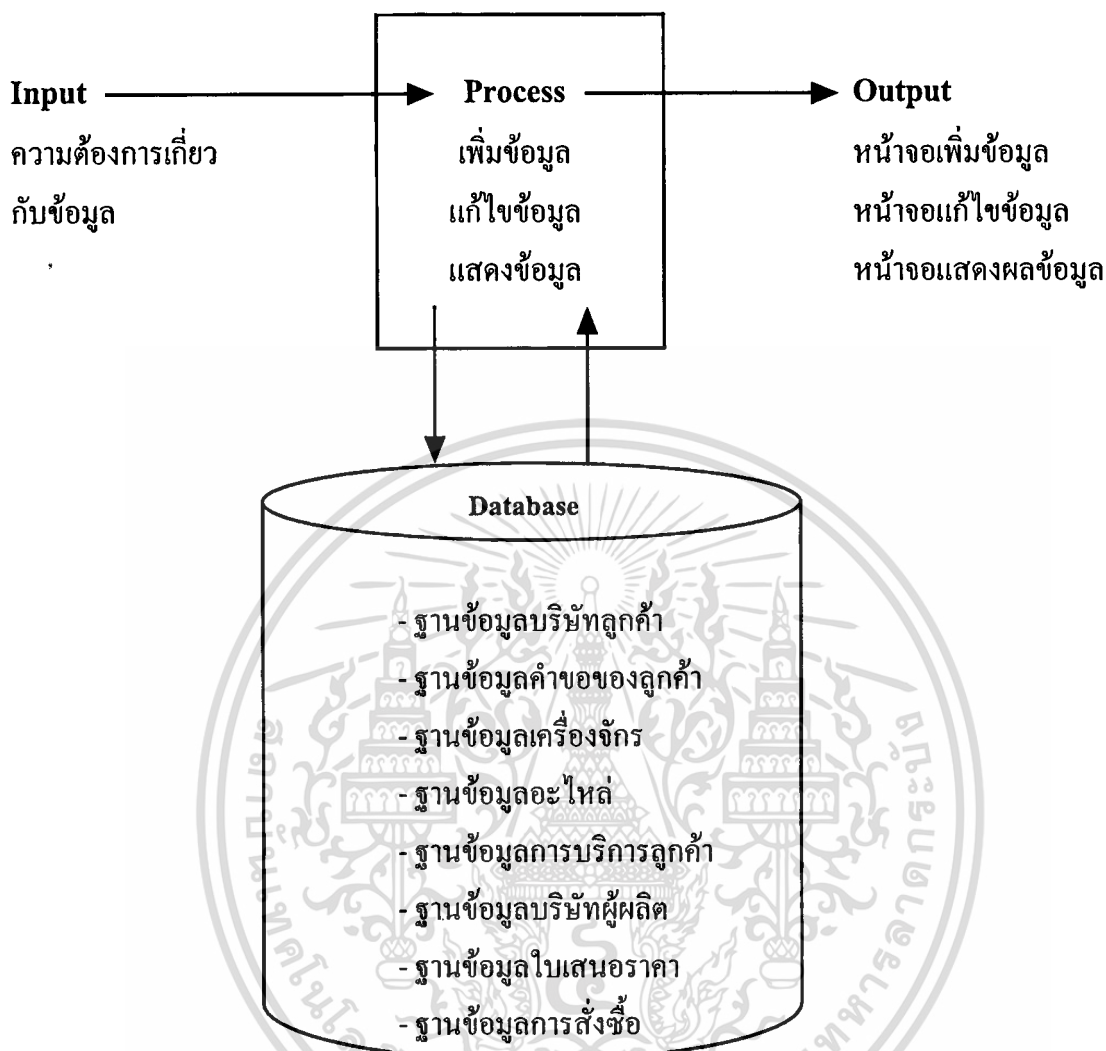 Input
ความต้องการเกี่ยว
กับข้อมูล
Process
เพิ่มข้อมูล
แก้ไขข้อมูล
แสดงข้อมูล
Output
หน้าจอเพิ่มข้อมูล
หน้าจอแก้ไขข้อมูล
หน้าจอแสดงผลข้อมูล
Database
- ฐานข้อมูลบริษัทลูกค้า
- ฐานข้อมูลคำขอของลูกค้า
- ฐานข้อมูลเครื่องจักร
- ฐานข้อมูลอะไหล่
- ฐานข้อมูลการบริการลูกค้า
- ฐานข้อมูลบริษัทผู้ผลิต
- ฐานข้อมูลใบเสนอราคา
- ฐานข้อมูลการสั่งซื้อ